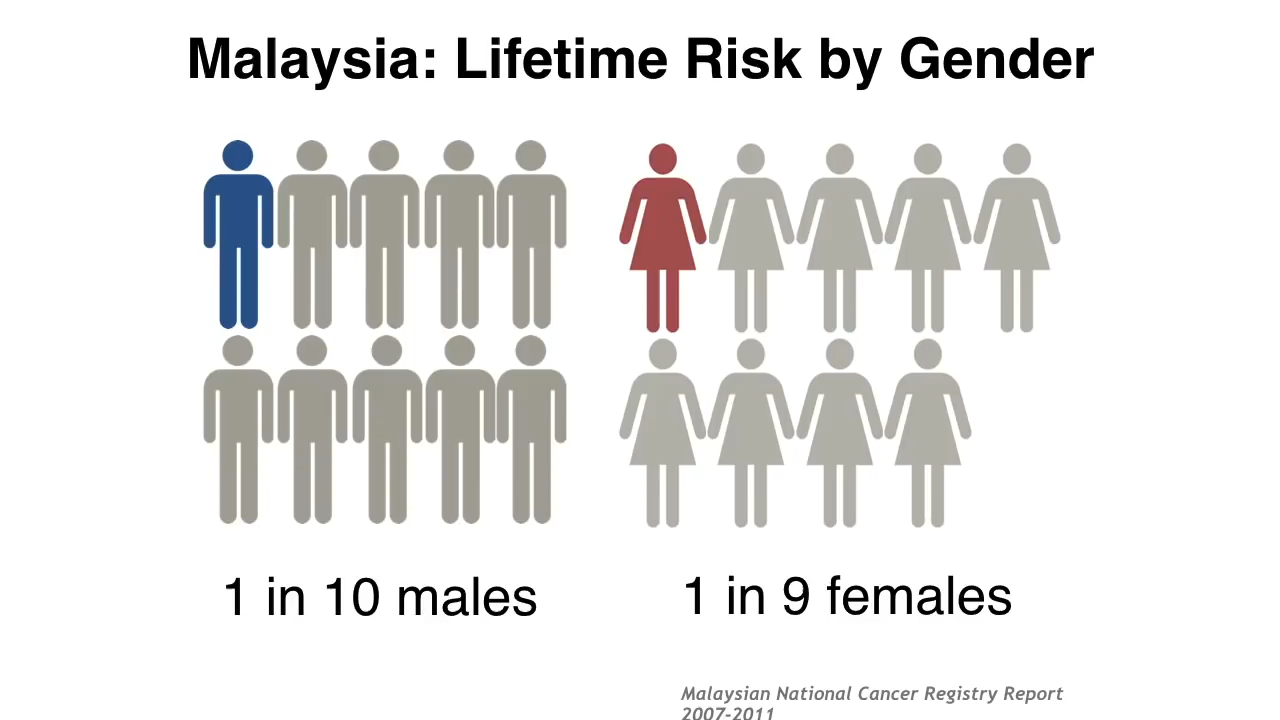 Malaysia: Lifetime Risk by Gender
1 in 10 males
1 in 9 females
Malaysian National Cancer Registry Report
2007-2011